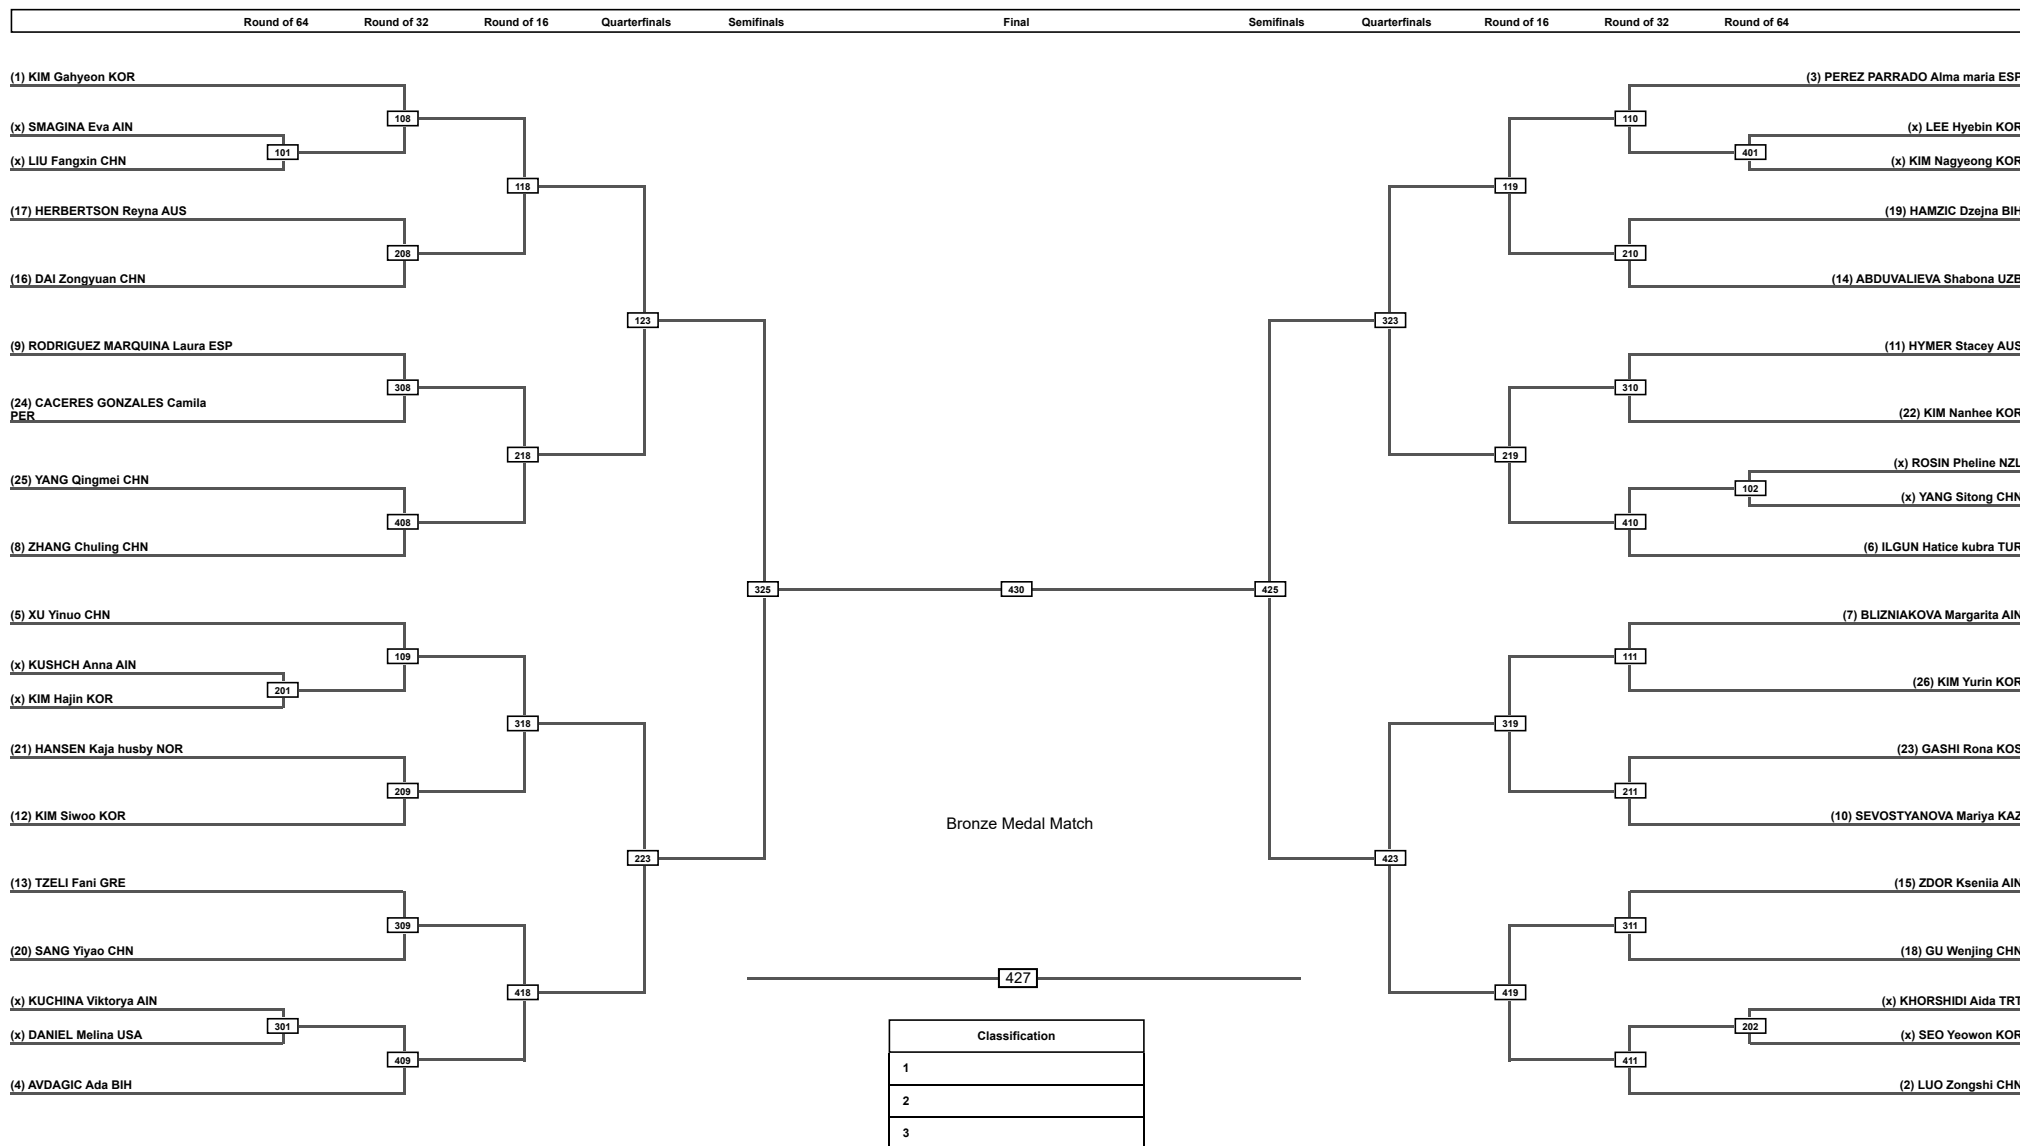 Round of 64 Round of 32 Round of 16 Quarterfinals Semifinals Final Semifinals Quarterfinals Round of 16 Round of 32 Round of 64
(1) KIM Gahyeon KOR
(x) SMAGINA Eva AIN
(x) LIU Fangxin CHN
(17) HERBERTSON Reyna AUS
(16) DAI Zongyuan CHN
(9) RODRIGUEZ MARQUINA Laura ESP
(24) CACERES GONZALES Camila
PER
(25) YANG Qingmei CHN
(8) ZHANG Chuling CHN
(5) XU Yinuo CHN
(x) KUSHCH Anna AIN
(x) KIM Hajin KOR
(21) HANSEN Kaja husby NOR
(12) KIM Siwoo KOR
(13) TZELI Fani GRE
(20) SANG Yiyao CHN
(x) KUCHINA Viktorya AIN
(x) DANIEL Melina USA
(4) AVDAGIC Ada BIH
101
201
301
108
208
308
408
109
209
309
409
118
218
318
418
123
223
325
430
425
323
423
119
219
319
419
110
210
310
410
111
211
311
411
401
102
202
(3) PEREZ PARRADO Alma maria ESP
(x) LEE Hyebin KOR
(x) KIM Nagyeong KOR
(19) HAMZIC Dzejna BIH
(14) ABDUVALIEVA Shabona UZB
(11) HYMER Stacey AUS
(22) KIM Nanhee KOR
(x) ROSIN Pheline NZL
(x) YANG Sitong CHN
(6) ILGUN Hatice kubra TUR
(7) BLIZNIAKOVA Margarita AIN
(26) KIM Yurin KOR
(23) GASHI Rona KOS
(10) SEVOSTYANOVA Mariya KAZ
(15) ZDOR Kseniia AIN
(18) GU Wenjing CHN
(x) KHORSHIDI Aida TRT
(x) SEO Yeowon KOR
(2) LUO Zongshi CHN
Bronze Medal Match
427
Classification
1
2
3